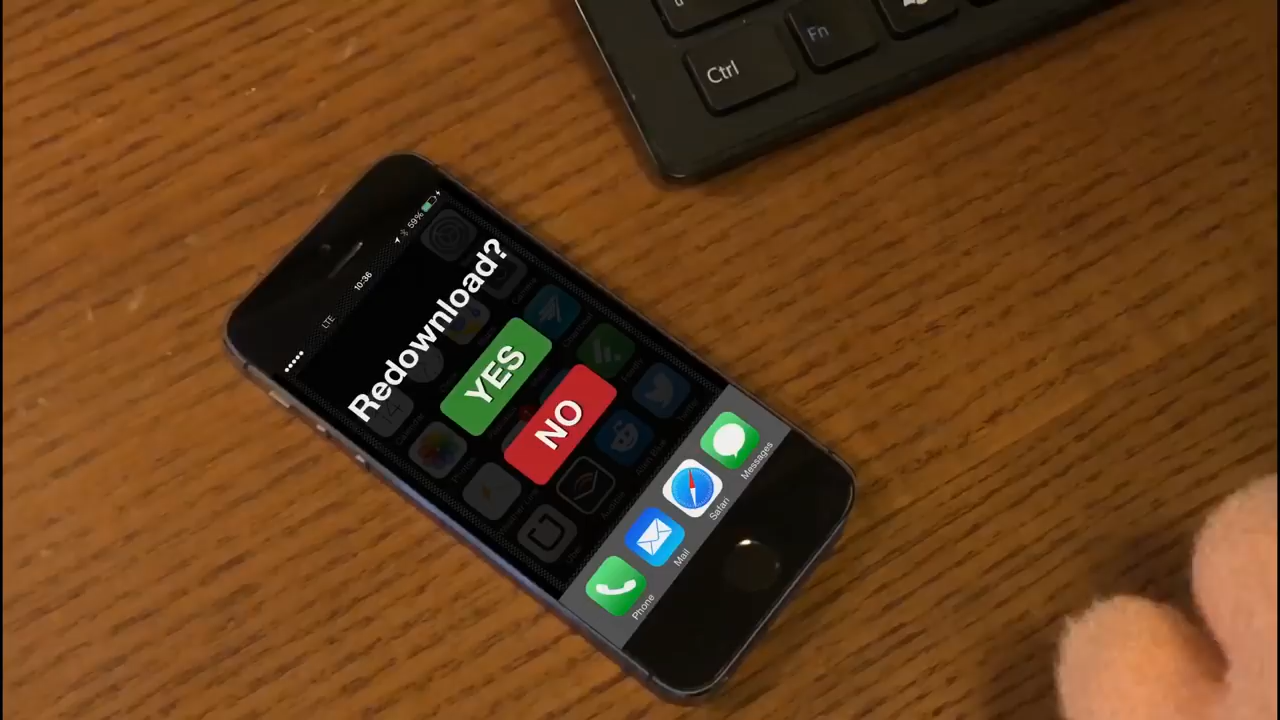 Ctrl
Fn
LTE
10:36
59%
Redownload?
YES
NO
Phone
Mail
Safari
Messages